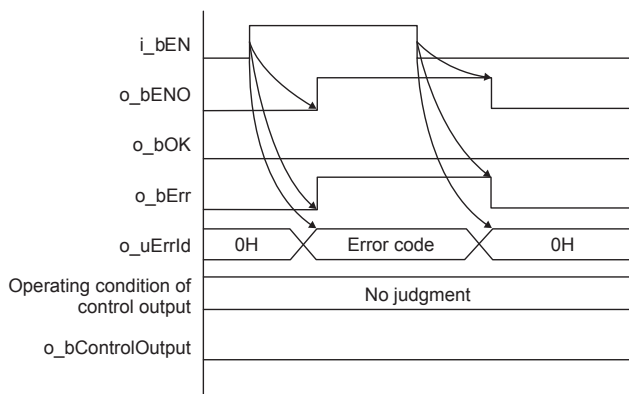 i_bEN
o_bENO
o_bOK
o_bErr
o_uErrId
0H
Error code
0H
Operating condition of
control output
No judgment
o_bControlOutput